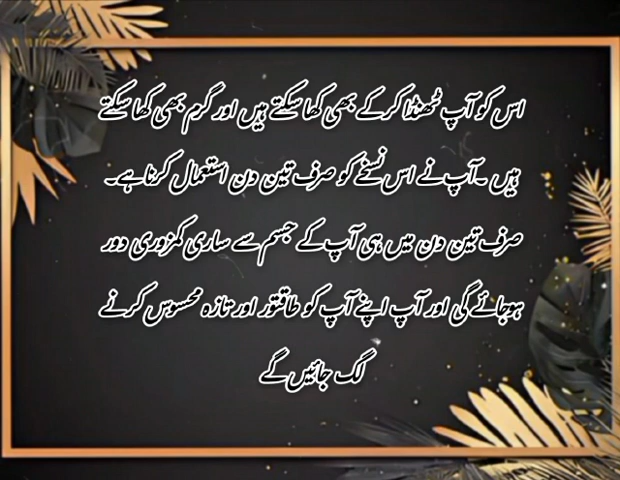 اس کو آپ ٹھنڈا کرکے بھی کھا سکتے ہیں اور گرم بھی کھا سکتے
ہیں ۔آپ نے اس نسخے کو صرف تین دن استعمال کرنا ہے۔
صرف تین دن میں ہی آپ کے جسم سے ساری کمزوری دور
ہوجائے گی اور آپ اپنے آپ کو طاقتور اور تازہ محسوس کرنے
لگ جائیں گے